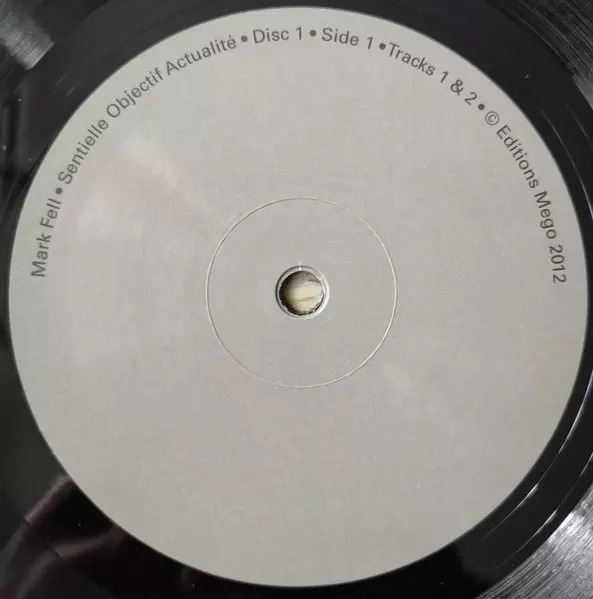 Mark Fell • Sentielle Objectif Actualité • Disc 1 • Side 1 • Tracks 1 & 2 • © Editions Mego 2012